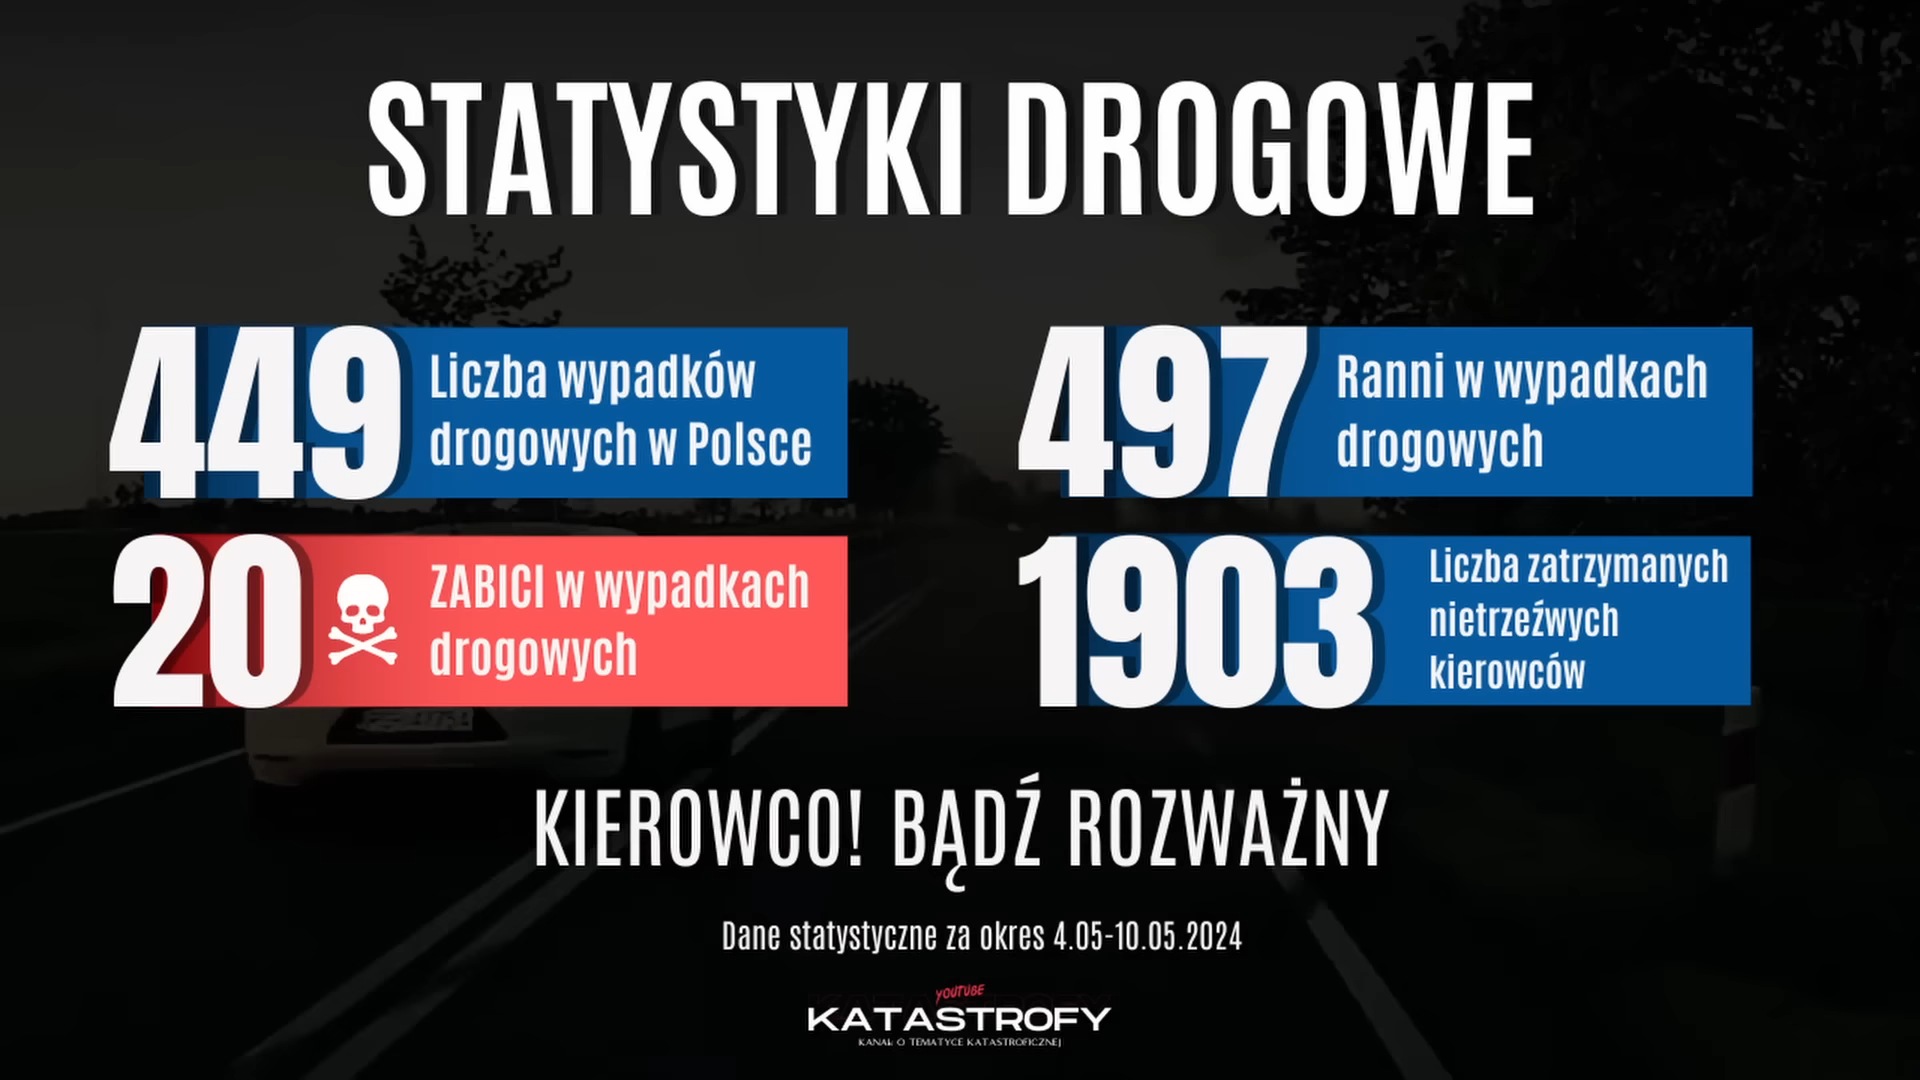 STATYSTYKI DROGOWE
449
Liczba wypadków
drogowych w Polsce
497
Ranni w wypadkach
drogowych
20
ZABICI w wypadkach
drogowych
1903
Liczba zatrzymanych
nietrzeźwych
kierowców
KIEROWCO! BĄDŹ ROZWAŻNY
Dane statystyczne za okres 4.05-10.05.2024
YOUTUBE
KATASTROFY
KANAŁ O TEMATYCE KATASTROFICZNEJ